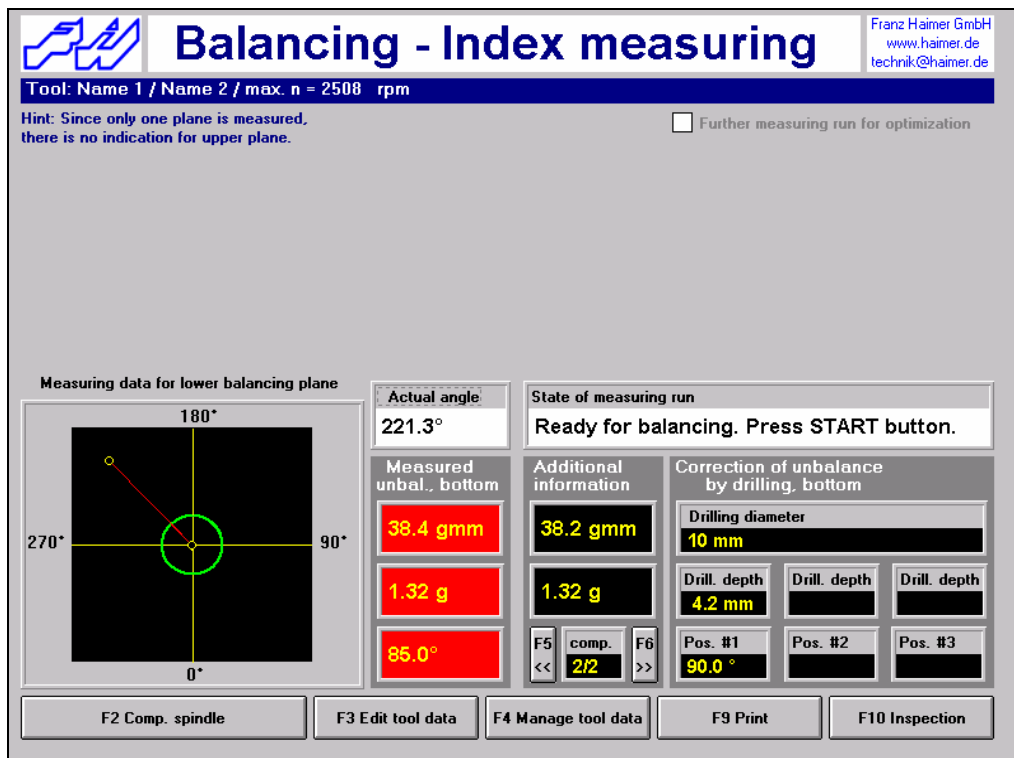 Balancing - Index measuring
Franz Haimer GmbH
www.haimer.de
technik@haimer.de
Tool: Name 1 / Name 2 / max. n = 2508 rpm
Hint: Since only one plane is measured,
there is no indication for upper plane.
Further measuring run for optimization
Measuring data for lower balancing plane
180°
270°
90°
0°
Actual angle
221.3°
State of measuring run
Ready for balancing. Press START button.
Measured
unbal., bottom
38.4 gmm
1.32 g
85.0°
Additional
information
38.2 gmm
1.32 g
F5
<<
comp.
2/2
F6
>>
Correction of unbalance
by drilling, bottom
Drilling diameter
10 mm
Drill. depth
4.2 mm
Drill. depth
Drill. depth
Pos. #1
90.0 °
Pos. #2
Pos. #3
F2 Comp. spindle
F3 Edit tool data
F4 Manage tool data
F9 Print
F10 Inspection